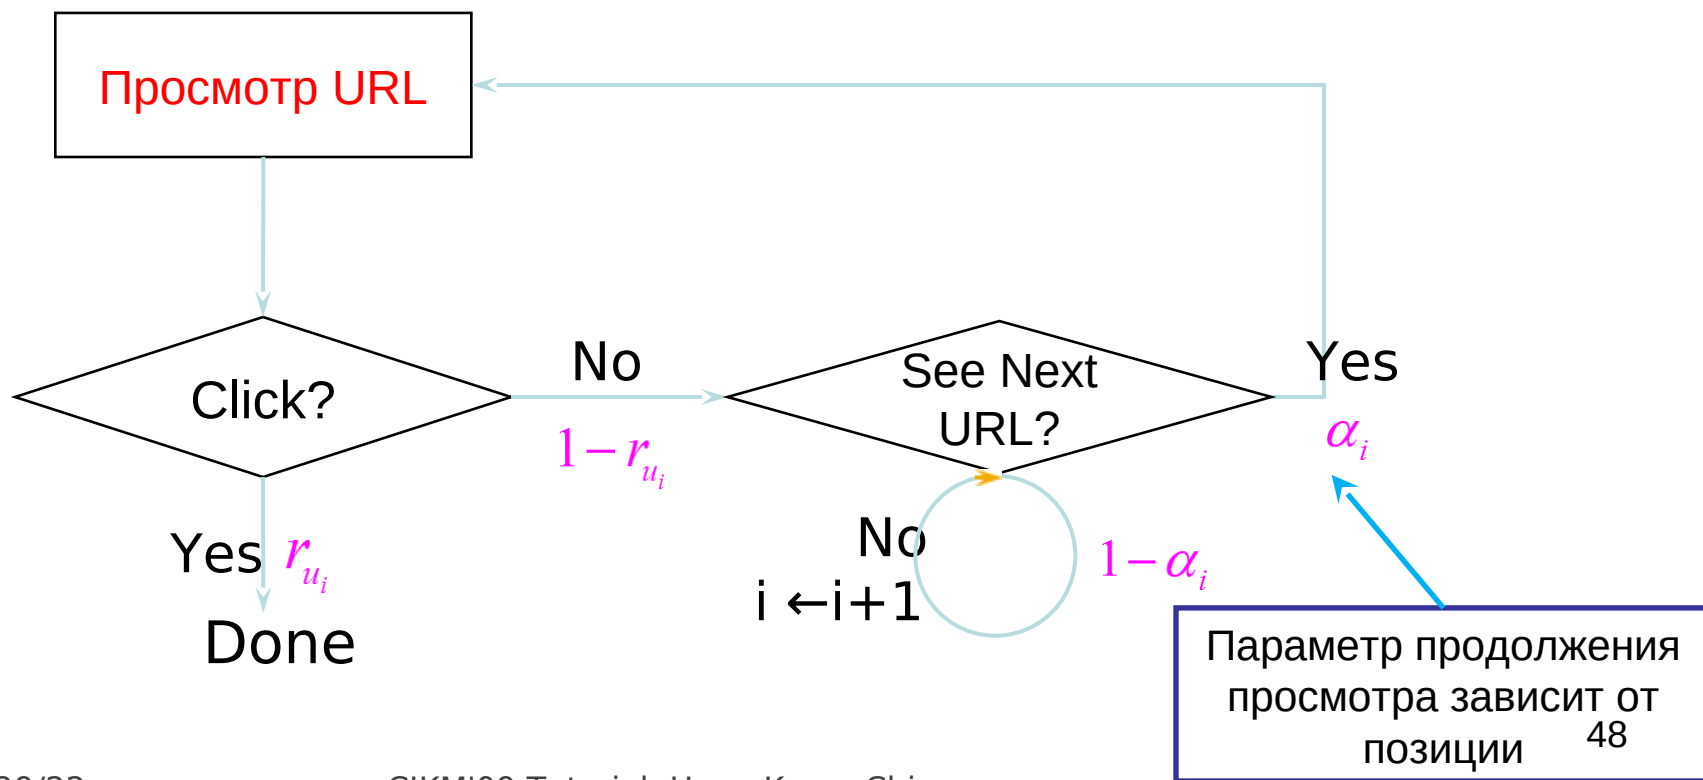 Просмотр URL
Click?
No
1 − r_{u_i}
See Next
URL?
Yes
α_i
Yes r_{u_i}
Done
No
i ←i+1
1 − α_i
Параметр продолжения
просмотра зависит от
позиции
48